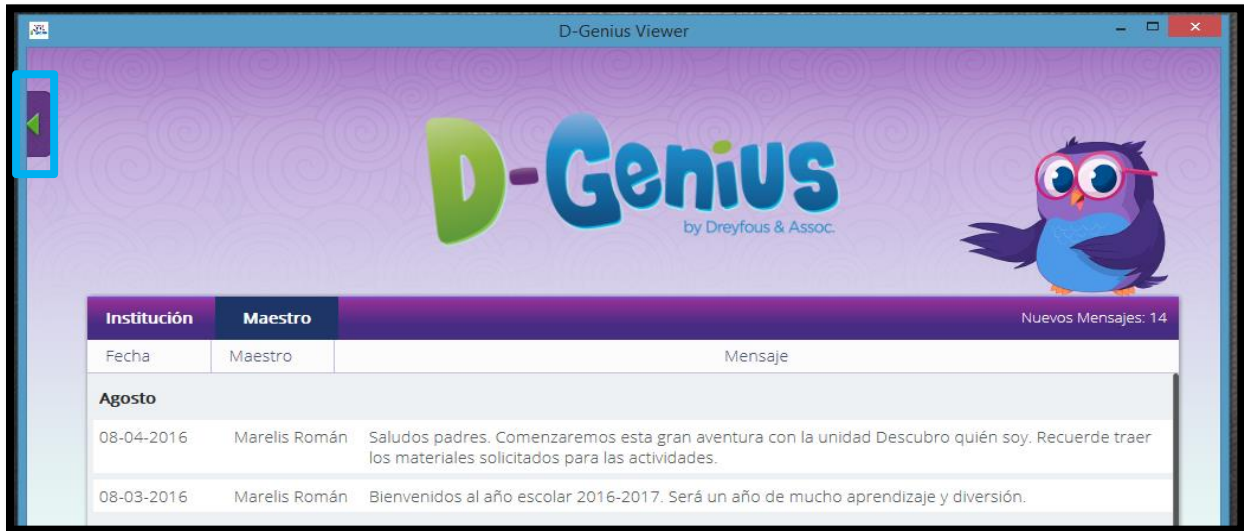 D-Genius Viewer
D-Genius
by Dreyfous & Assoc.
Institución Maestro Nuevos Mensajes: 14
Fecha Maestro Mensaje
Agosto
08-04-2016 Marelis Román Saludos padres. Comenzaremos esta gran aventura con la unidad Descubro quién soy. Recuerde traer
los materiales solicitados para las actividades.
08-03-2016 Marelis Román Bienvenidos al año escolar 2016-2017. Será un año de mucho aprendizaje y diversión.